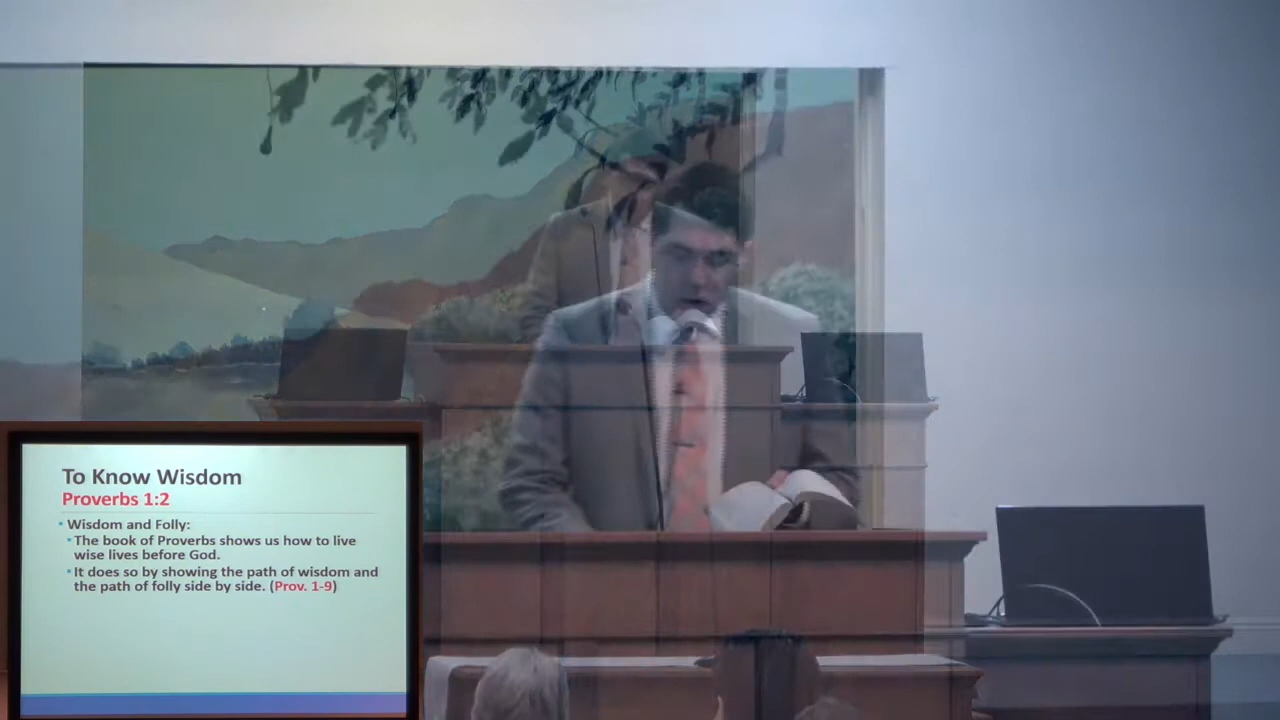 To Know Wisdom
Proverbs 1:2
• Wisdom and Folly:
• The book of Proverbs shows us how to live
wise lives before God.
• It does so by showing the path of wisdom and
the path of folly side by side. (Prov. 1-9)